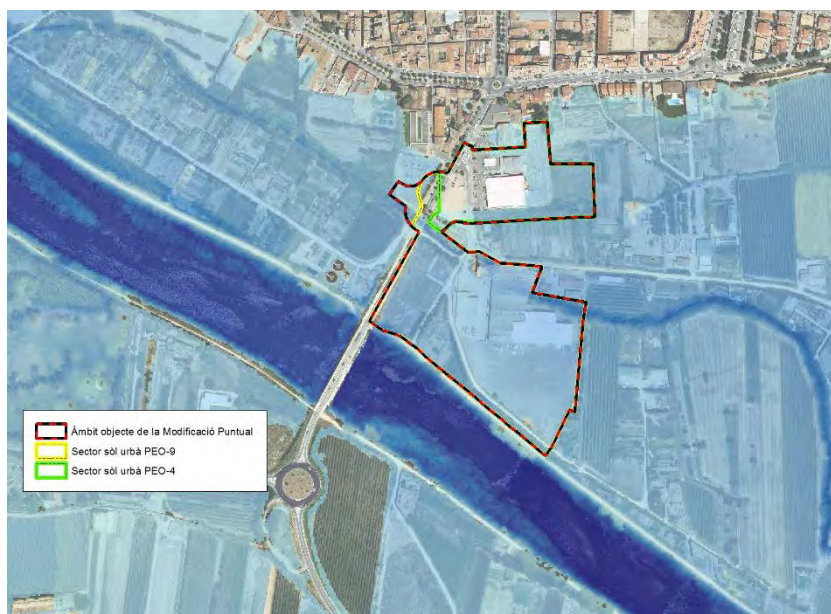 Àmbit objecte de la Modificació Puntual
Sector sòl urbà PEO-9
Sector sòl urbà PEO-4